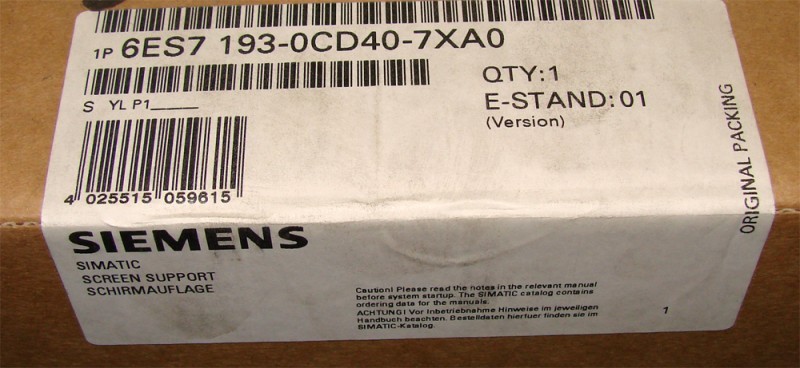 1P 6ES7 193-0CD40-7XA0
QTY:1
S YL P1____
E-STAND:01
(Version)
4 025515 059615
ORIGINAL PACKING
SIEMENS
SIMATIC
SCREEN SUPPORT
SCHIRMAUFLAGE
Caution! Please read the notes in the relevant manual
before system startup. The SIMATIC catalog contains
ordering data for the manuals.
ACHTUNG! Vor Inbetriebnahme Hinweise im jeweiligen
Handbuch beachten. Bestelldaten hierfuer finden sie im
SIMATIC-Katalog.
1